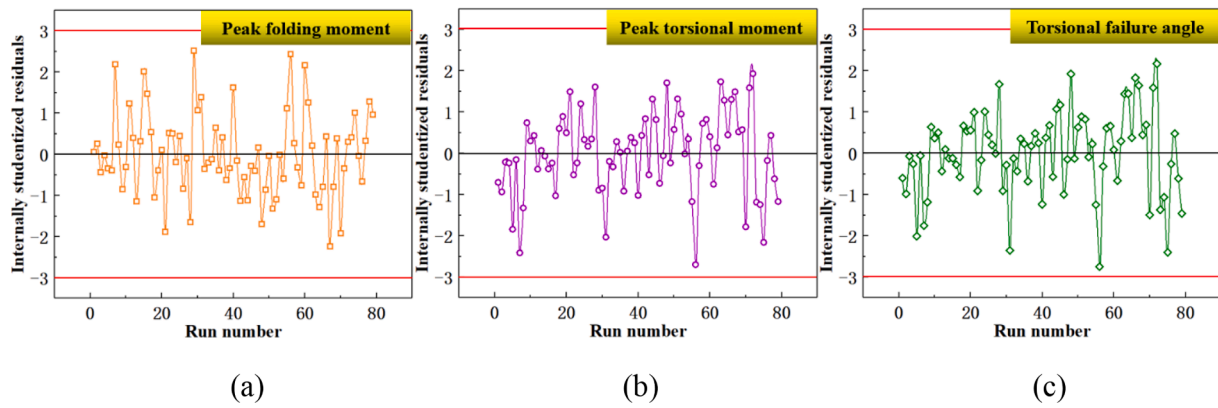 Peak folding moment
Internally studentized residuals
3
2
1
0
−1
−2
−3
0 20 40 60 80
Run number
(a)
Peak torsional moment
Internally studentized residuals
3
2
1
0
−1
−2
−3
0 20 40 60 80
Run number
(b)
Torsional failure angle
Internally studentized residuals
3
2
1
0
−1
−2
−3
0 20 40 60 80
Run number
(c)